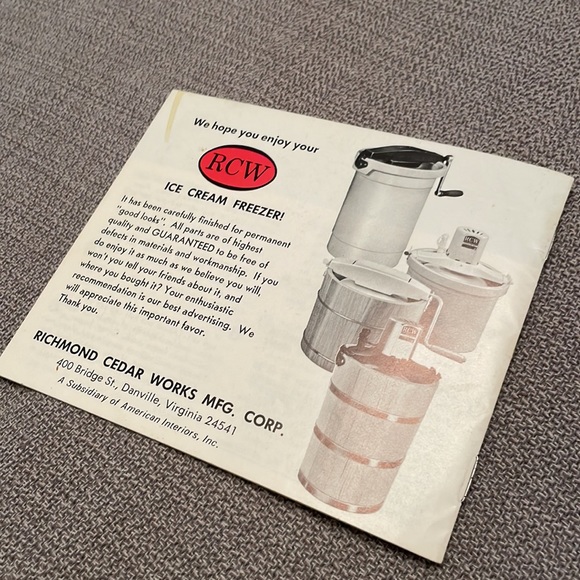 We hope you enjoy your
RCW
ICE CREAM FREEZER!
It has been carefully finished for permanent
"good looks". All parts are of highest
quality and GUARANTEED to be free of
defects in materials and workmanship. If you
do enjoy it as much as we believe you will,
won't you tell your friends about it, and
where you bought it? Your enthusiastic
recommendation is our best advertising. We
will appreciate this important favor.
Thank you.
RICHMOND CEDAR WORKS MFG. CORP.
400 Bridge St., Danville, Virginia 24541
A Subsidiary of American Interiors, Inc.
RCW
RCW